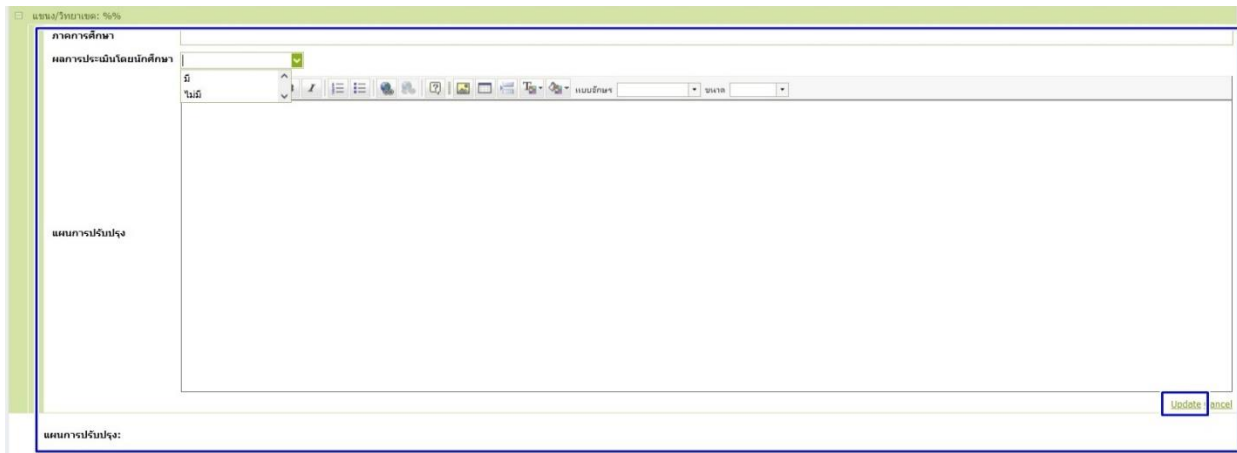 แขนง/วิทยาเขต: %%
ภาคการศึกษา
ผลการประเมินโดยนักศึกษา
มี
ไม่มี
แบบอักษร ขนาด
แผนการปรับปรุง
Update
แผนการปรับปรุง: